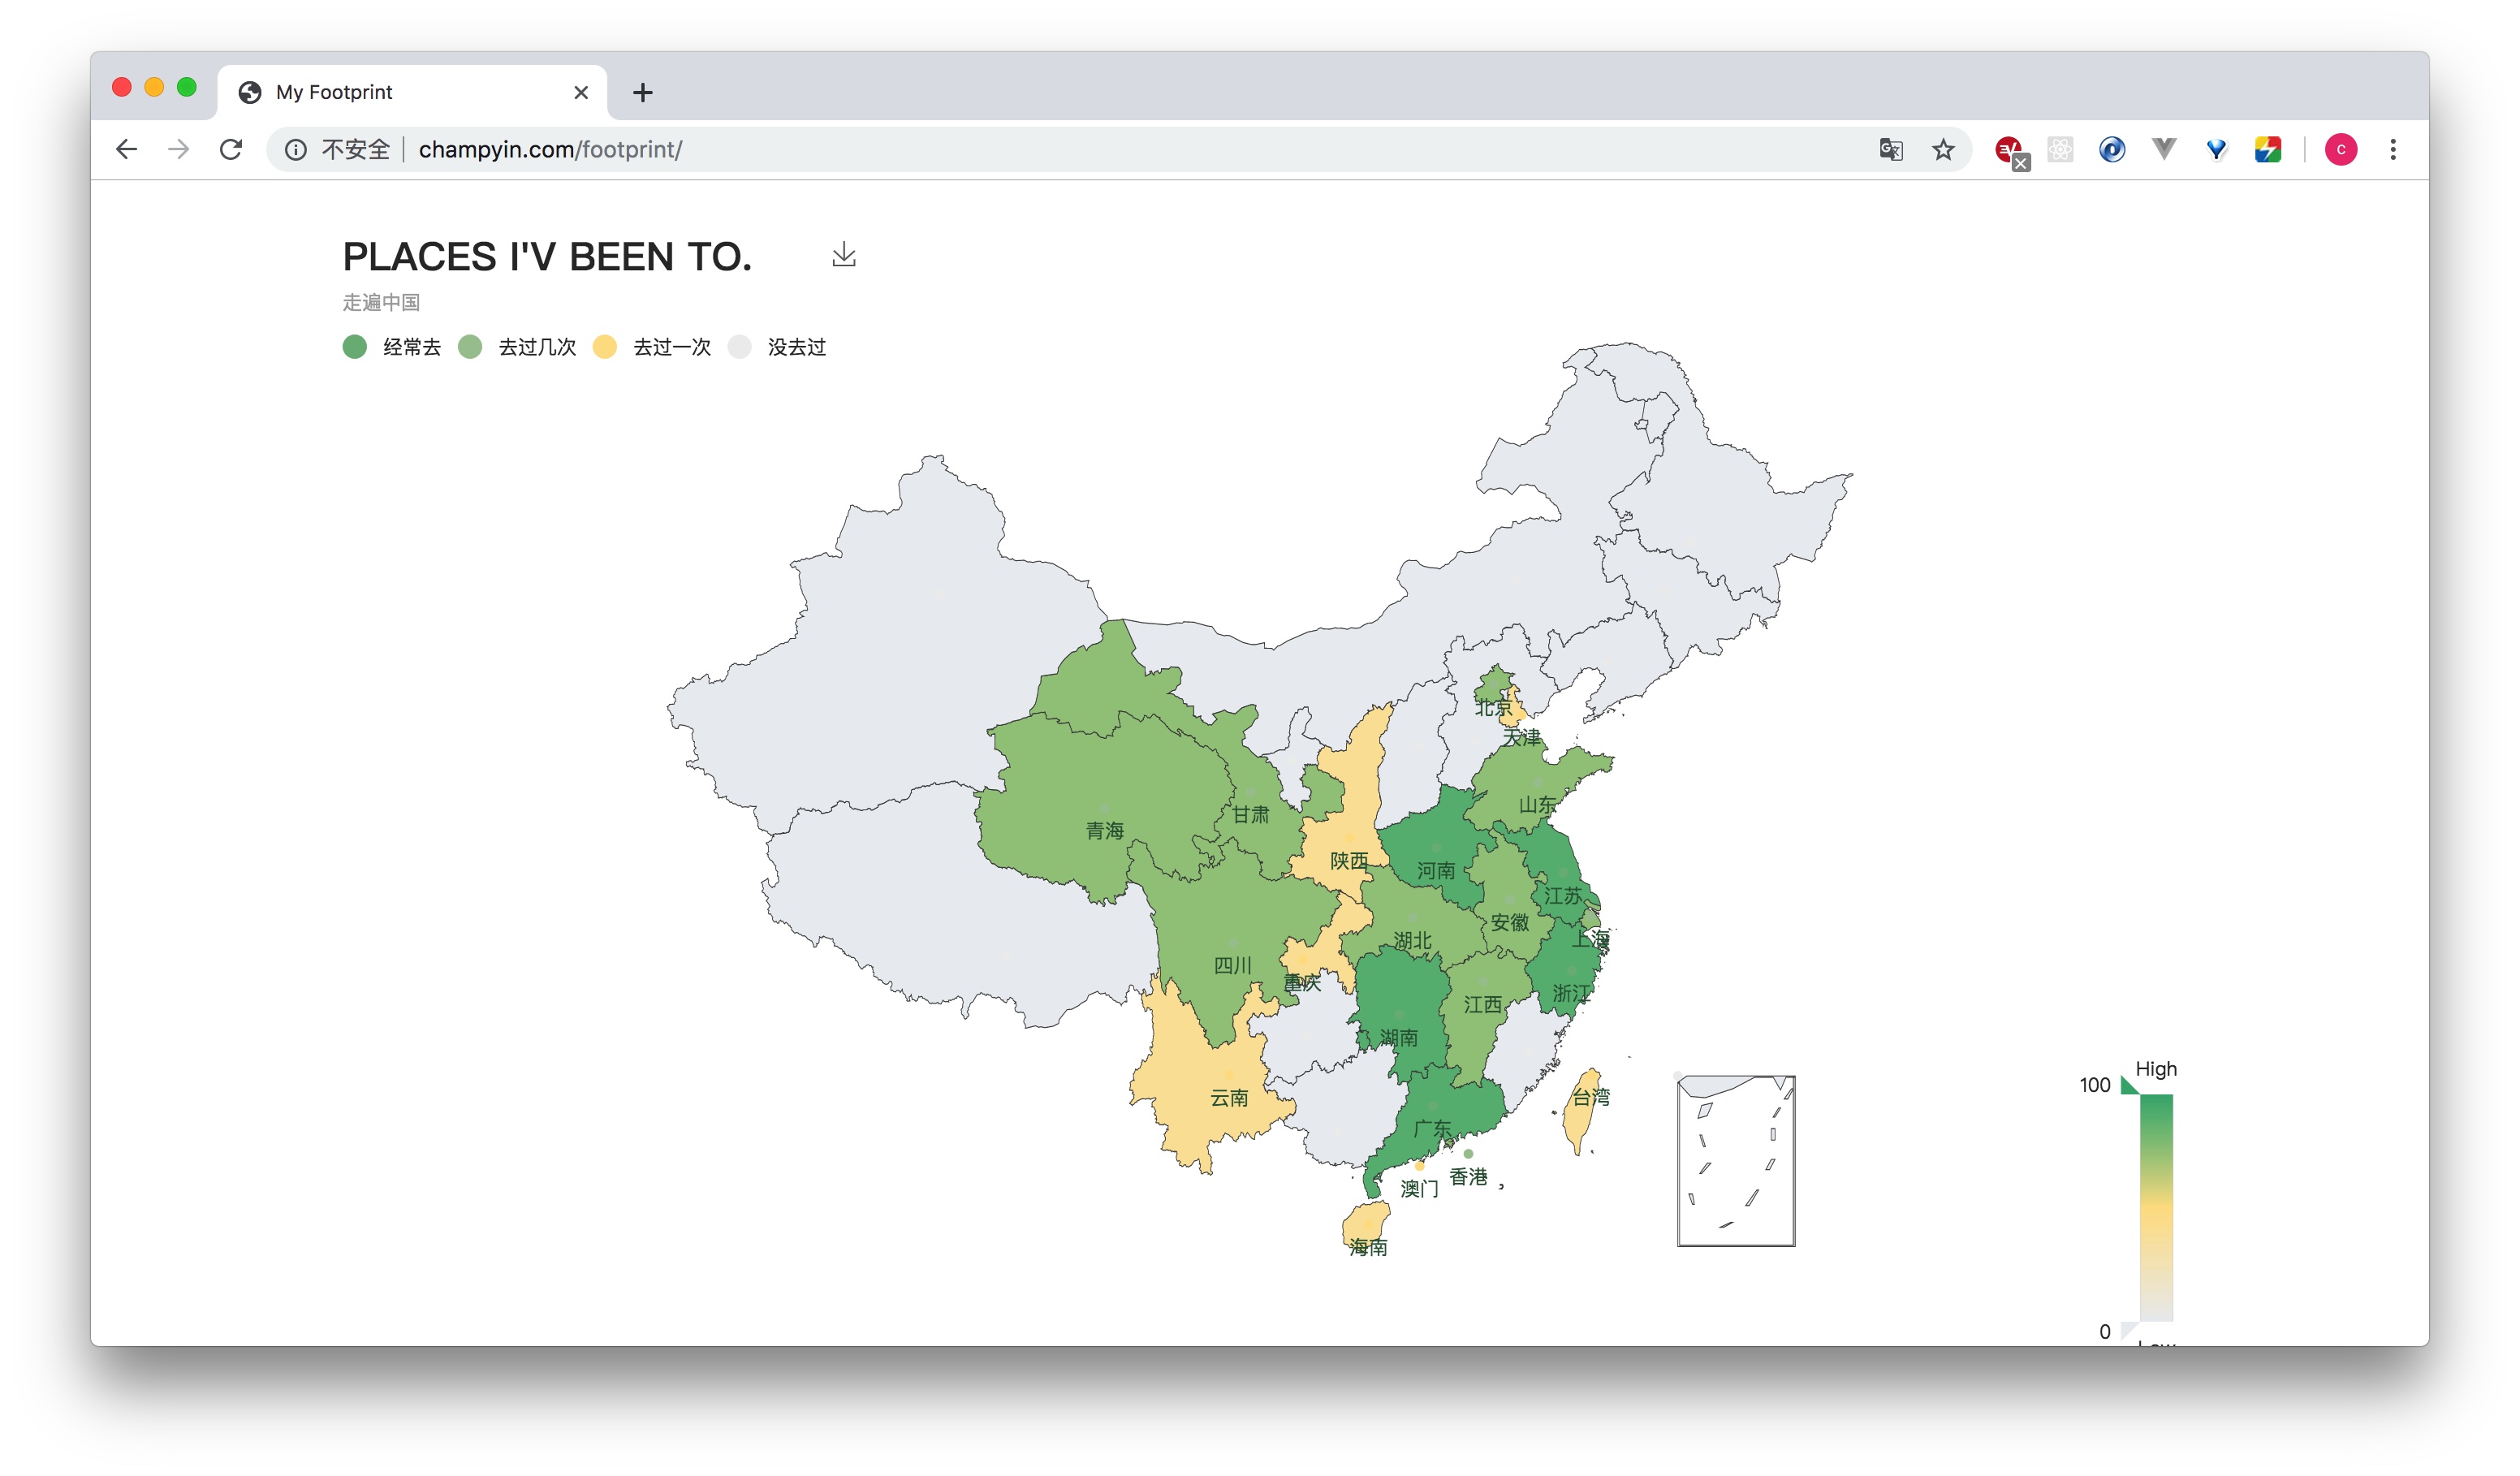 My Footprint
不安全 champyin.com/footprint/
C
PLACES I'V BEEN TO.
走遍中国
经常去 去过几次 去过一次 没去过
北京
天津
山东
甘肃
青海
陕西
河南
江苏
安徽
上海
湖北
四川
重庆
浙江
江西
湖南
云南
台湾
广东
香港
澳门
海南
High
100
0
Low